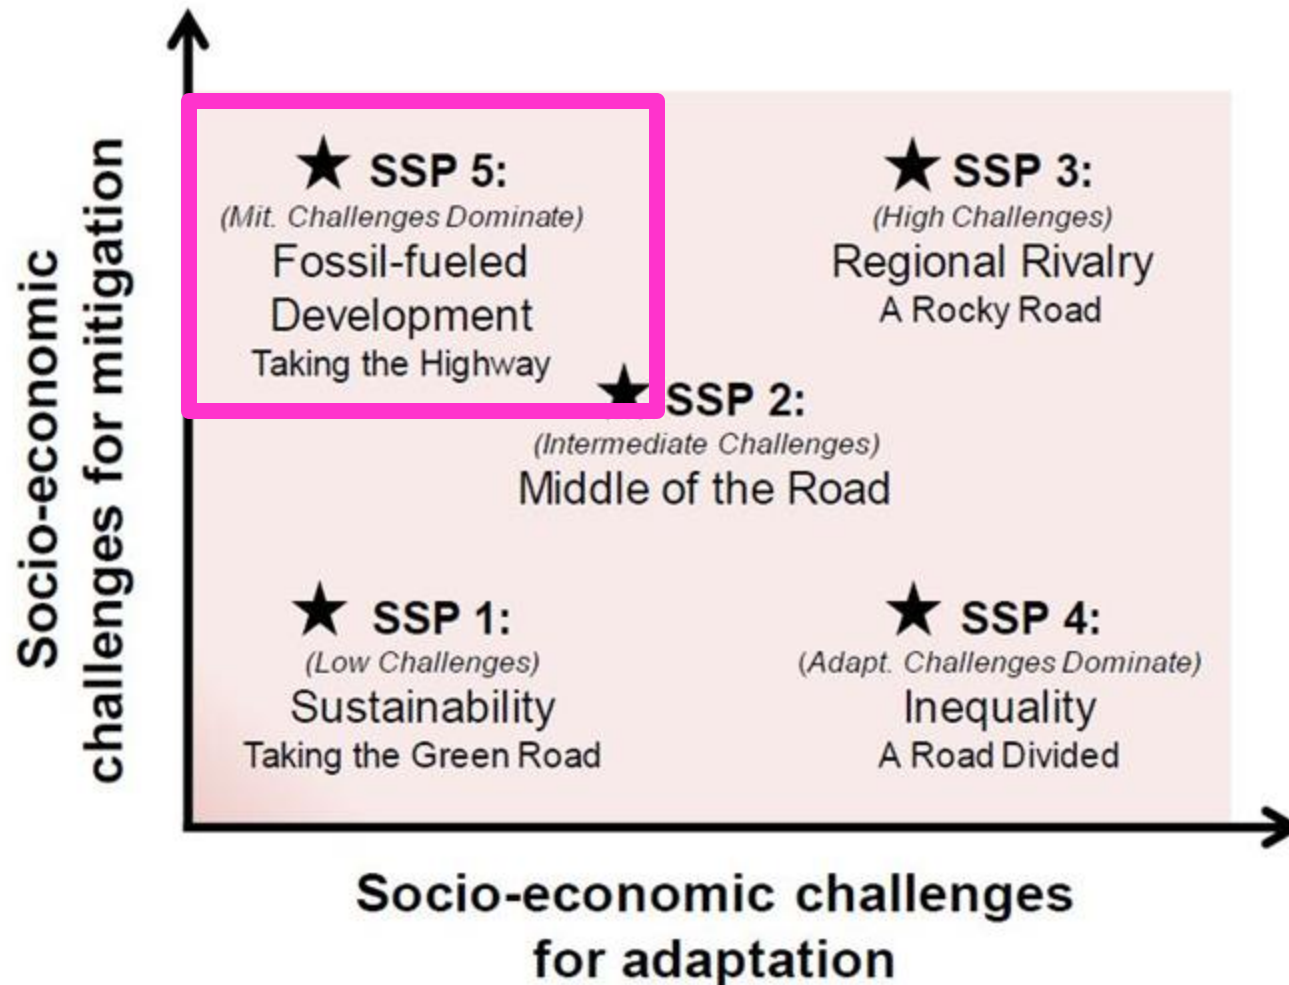 Socio-economic
challenges for mitigation
SSP 5:
(Mit. Challenges Dominate)
Fossil-fueled
Development
Taking the Highway
SSP 3:
(High Challenges)
Regional Rivalry
A Rocky Road
SSP 2:
(Intermediate Challenges)
Middle of the Road
SSP 1:
(Low Challenges)
Sustainability
Taking the Green Road
SSP 4:
(Adapt. Challenges Dominate)
Inequality
A Road Divided
Socio-economic challenges
for adaptation